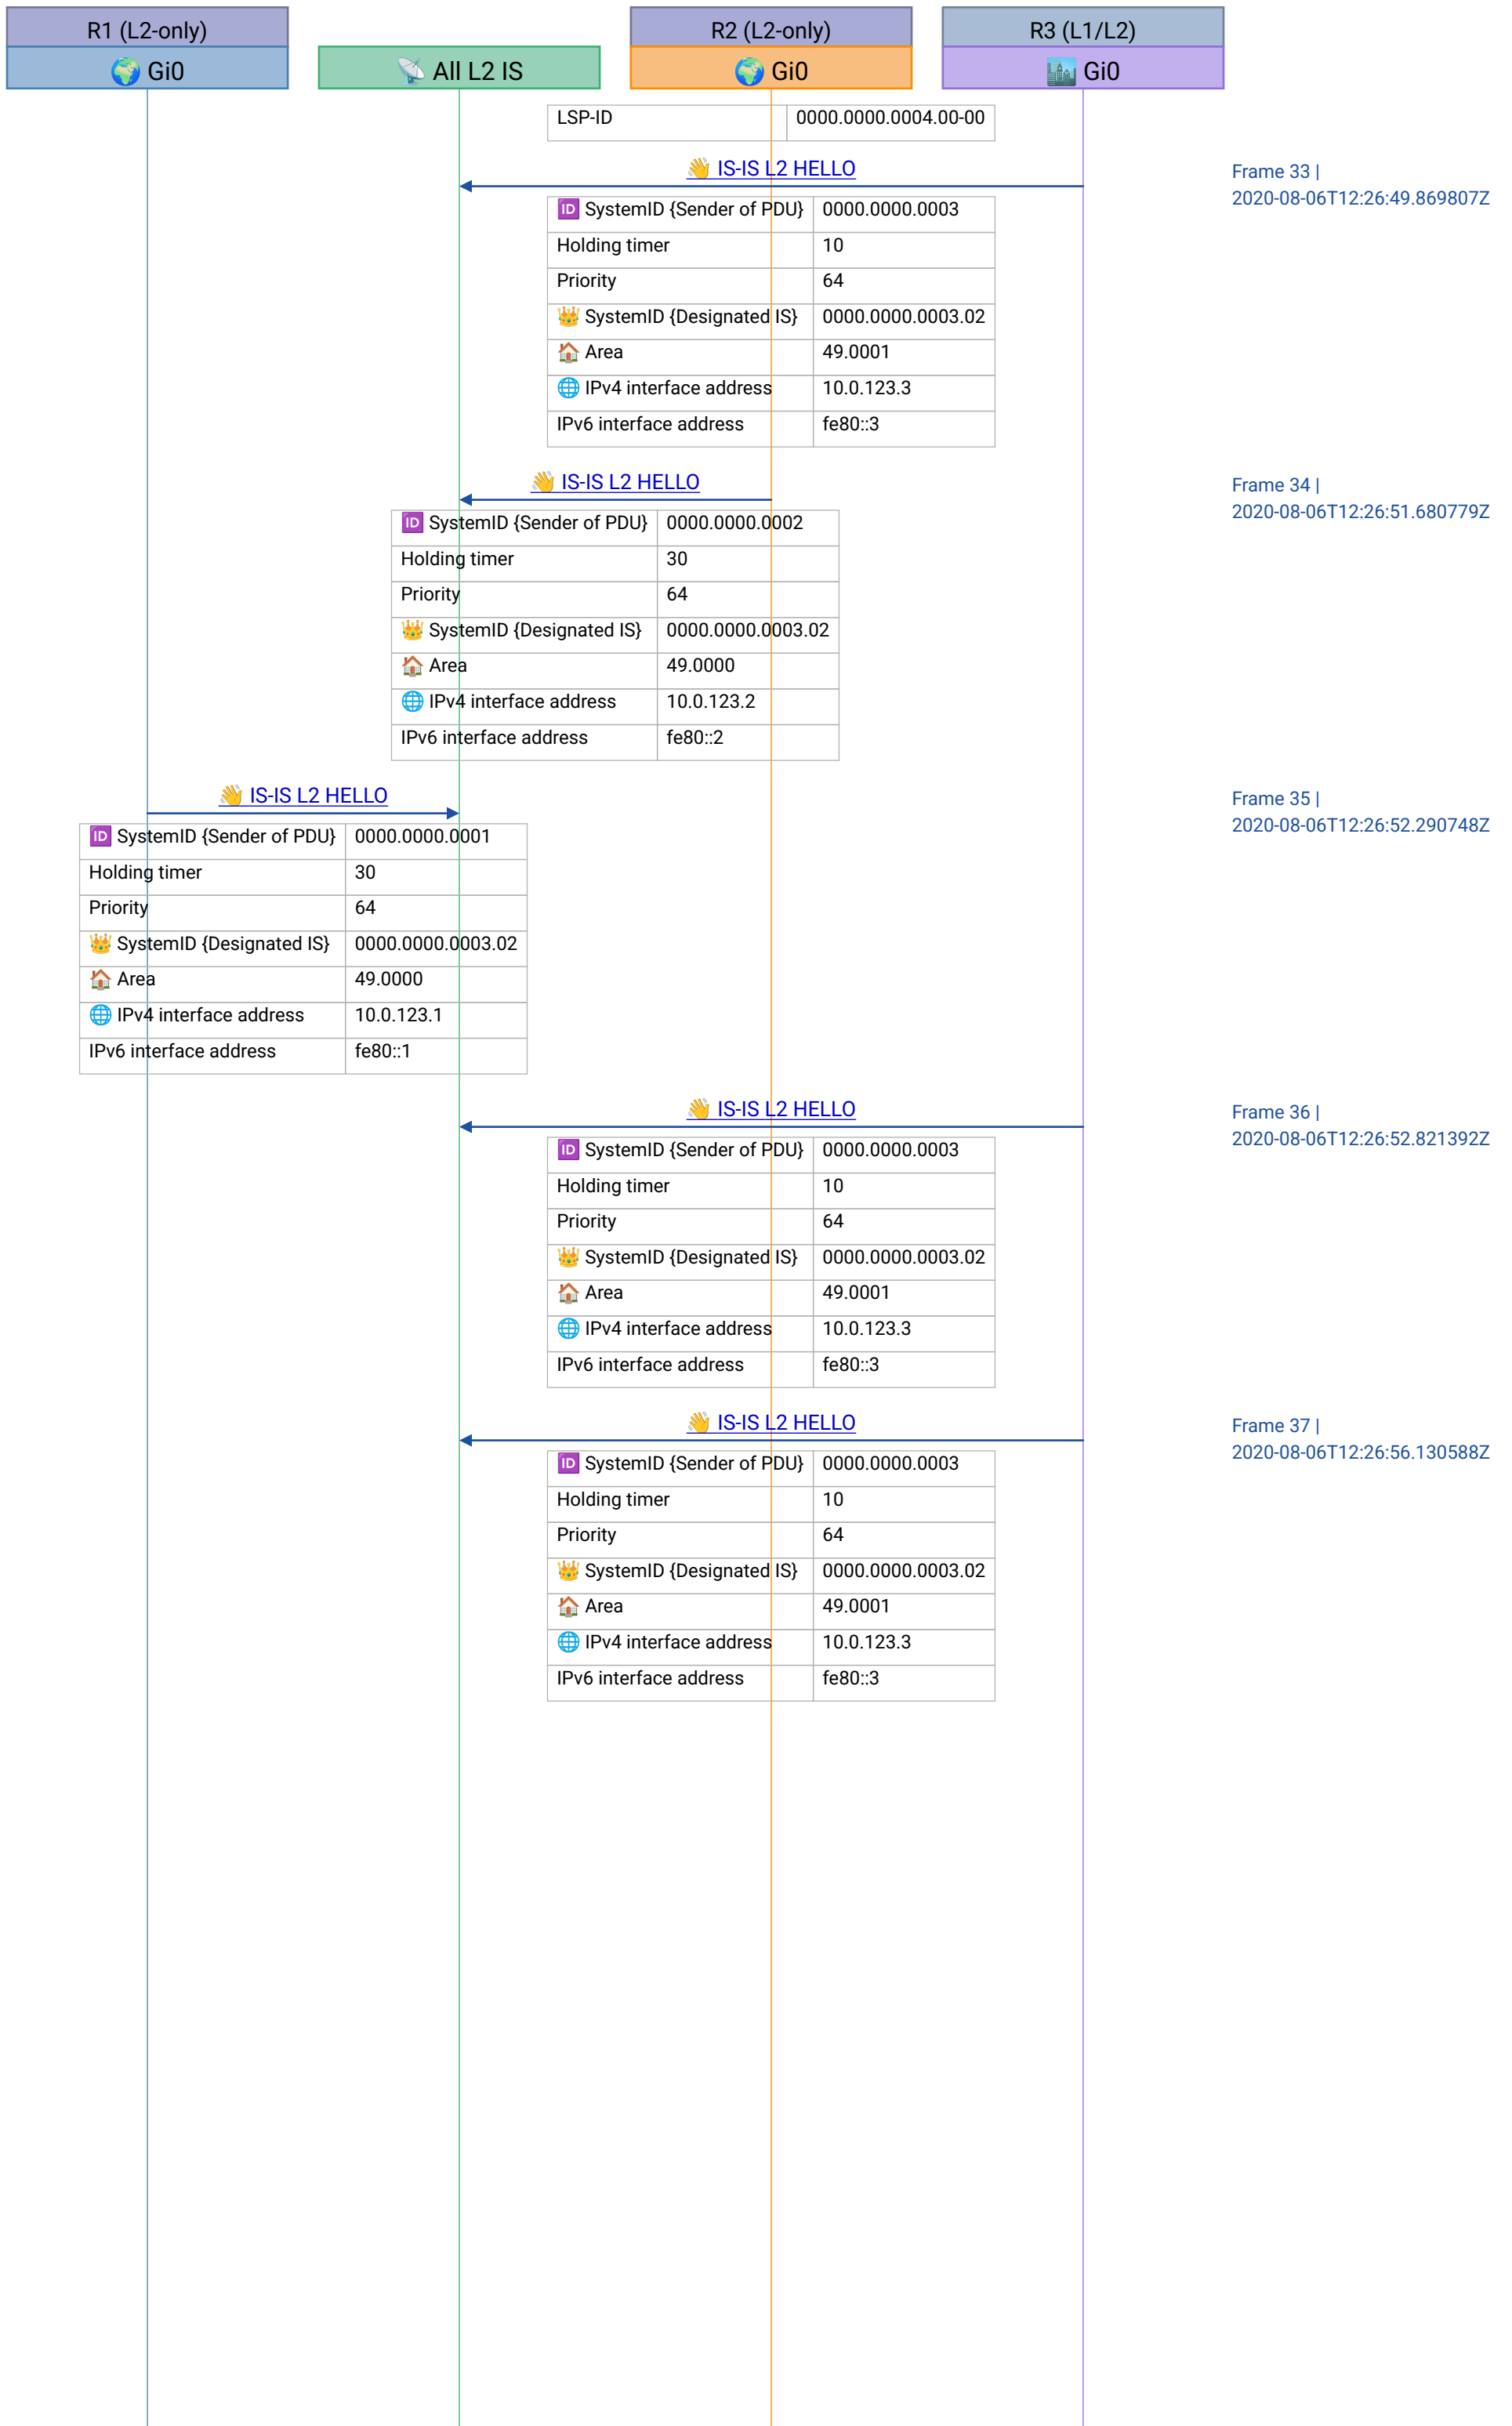 R1 (L2-only)
🌍 Gi0
📡 All L2 IS
R2 (L2-only)
🌍 Gi0
R3 (L1/L2)
🏙️ Gi0
LSP-ID 0000.0000.0004.00-00
👋 IS-IS L2 HELLO
Frame 33 |
2020-08-06T12:26:49.869807Z
🆔 SystemID {Sender of PDU} 0000.0000.0003
Holding timer 10
Priority 64
👑 SystemID {Designated IS} 0000.0000.0003.02
🏠 Area 49.0001
🌐 IPv4 interface address 10.0.123.3
IPv6 interface address fe80::3
👋 IS-IS L2 HELLO
Frame 34 |
2020-08-06T12:26:51.680779Z
🆔 SystemID {Sender of PDU} 0000.0000.0002
Holding timer 30
Priority 64
👑 SystemID {Designated IS} 0000.0000.0003.02
🏠 Area 49.0000
🌐 IPv4 interface address 10.0.123.2
IPv6 interface address fe80::2
👋 IS-IS L2 HELLO
Frame 35 |
2020-08-06T12:26:52.290748Z
🆔 SystemID {Sender of PDU} 0000.0000.0001
Holding timer 30
Priority 64
👑 SystemID {Designated IS} 0000.0000.0003.02
🏠 Area 49.0000
🌐 IPv4 interface address 10.0.123.1
IPv6 interface address fe80::1
👋 IS-IS L2 HELLO
Frame 36 |
2020-08-06T12:26:52.821392Z
🆔 SystemID {Sender of PDU} 0000.0000.0003
Holding timer 10
Priority 64
👑 SystemID {Designated IS} 0000.0000.0003.02
🏠 Area 49.0001
🌐 IPv4 interface address 10.0.123.3
IPv6 interface address fe80::3
👋 IS-IS L2 HELLO
Frame 37 |
2020-08-06T12:26:56.130588Z
🆔 SystemID {Sender of PDU} 0000.0000.0003
Holding timer 10
Priority 64
👑 SystemID {Designated IS} 0000.0000.0003.02
🏠 Area 49.0001
🌐 IPv4 interface address 10.0.123.3
IPv6 interface address fe80::3